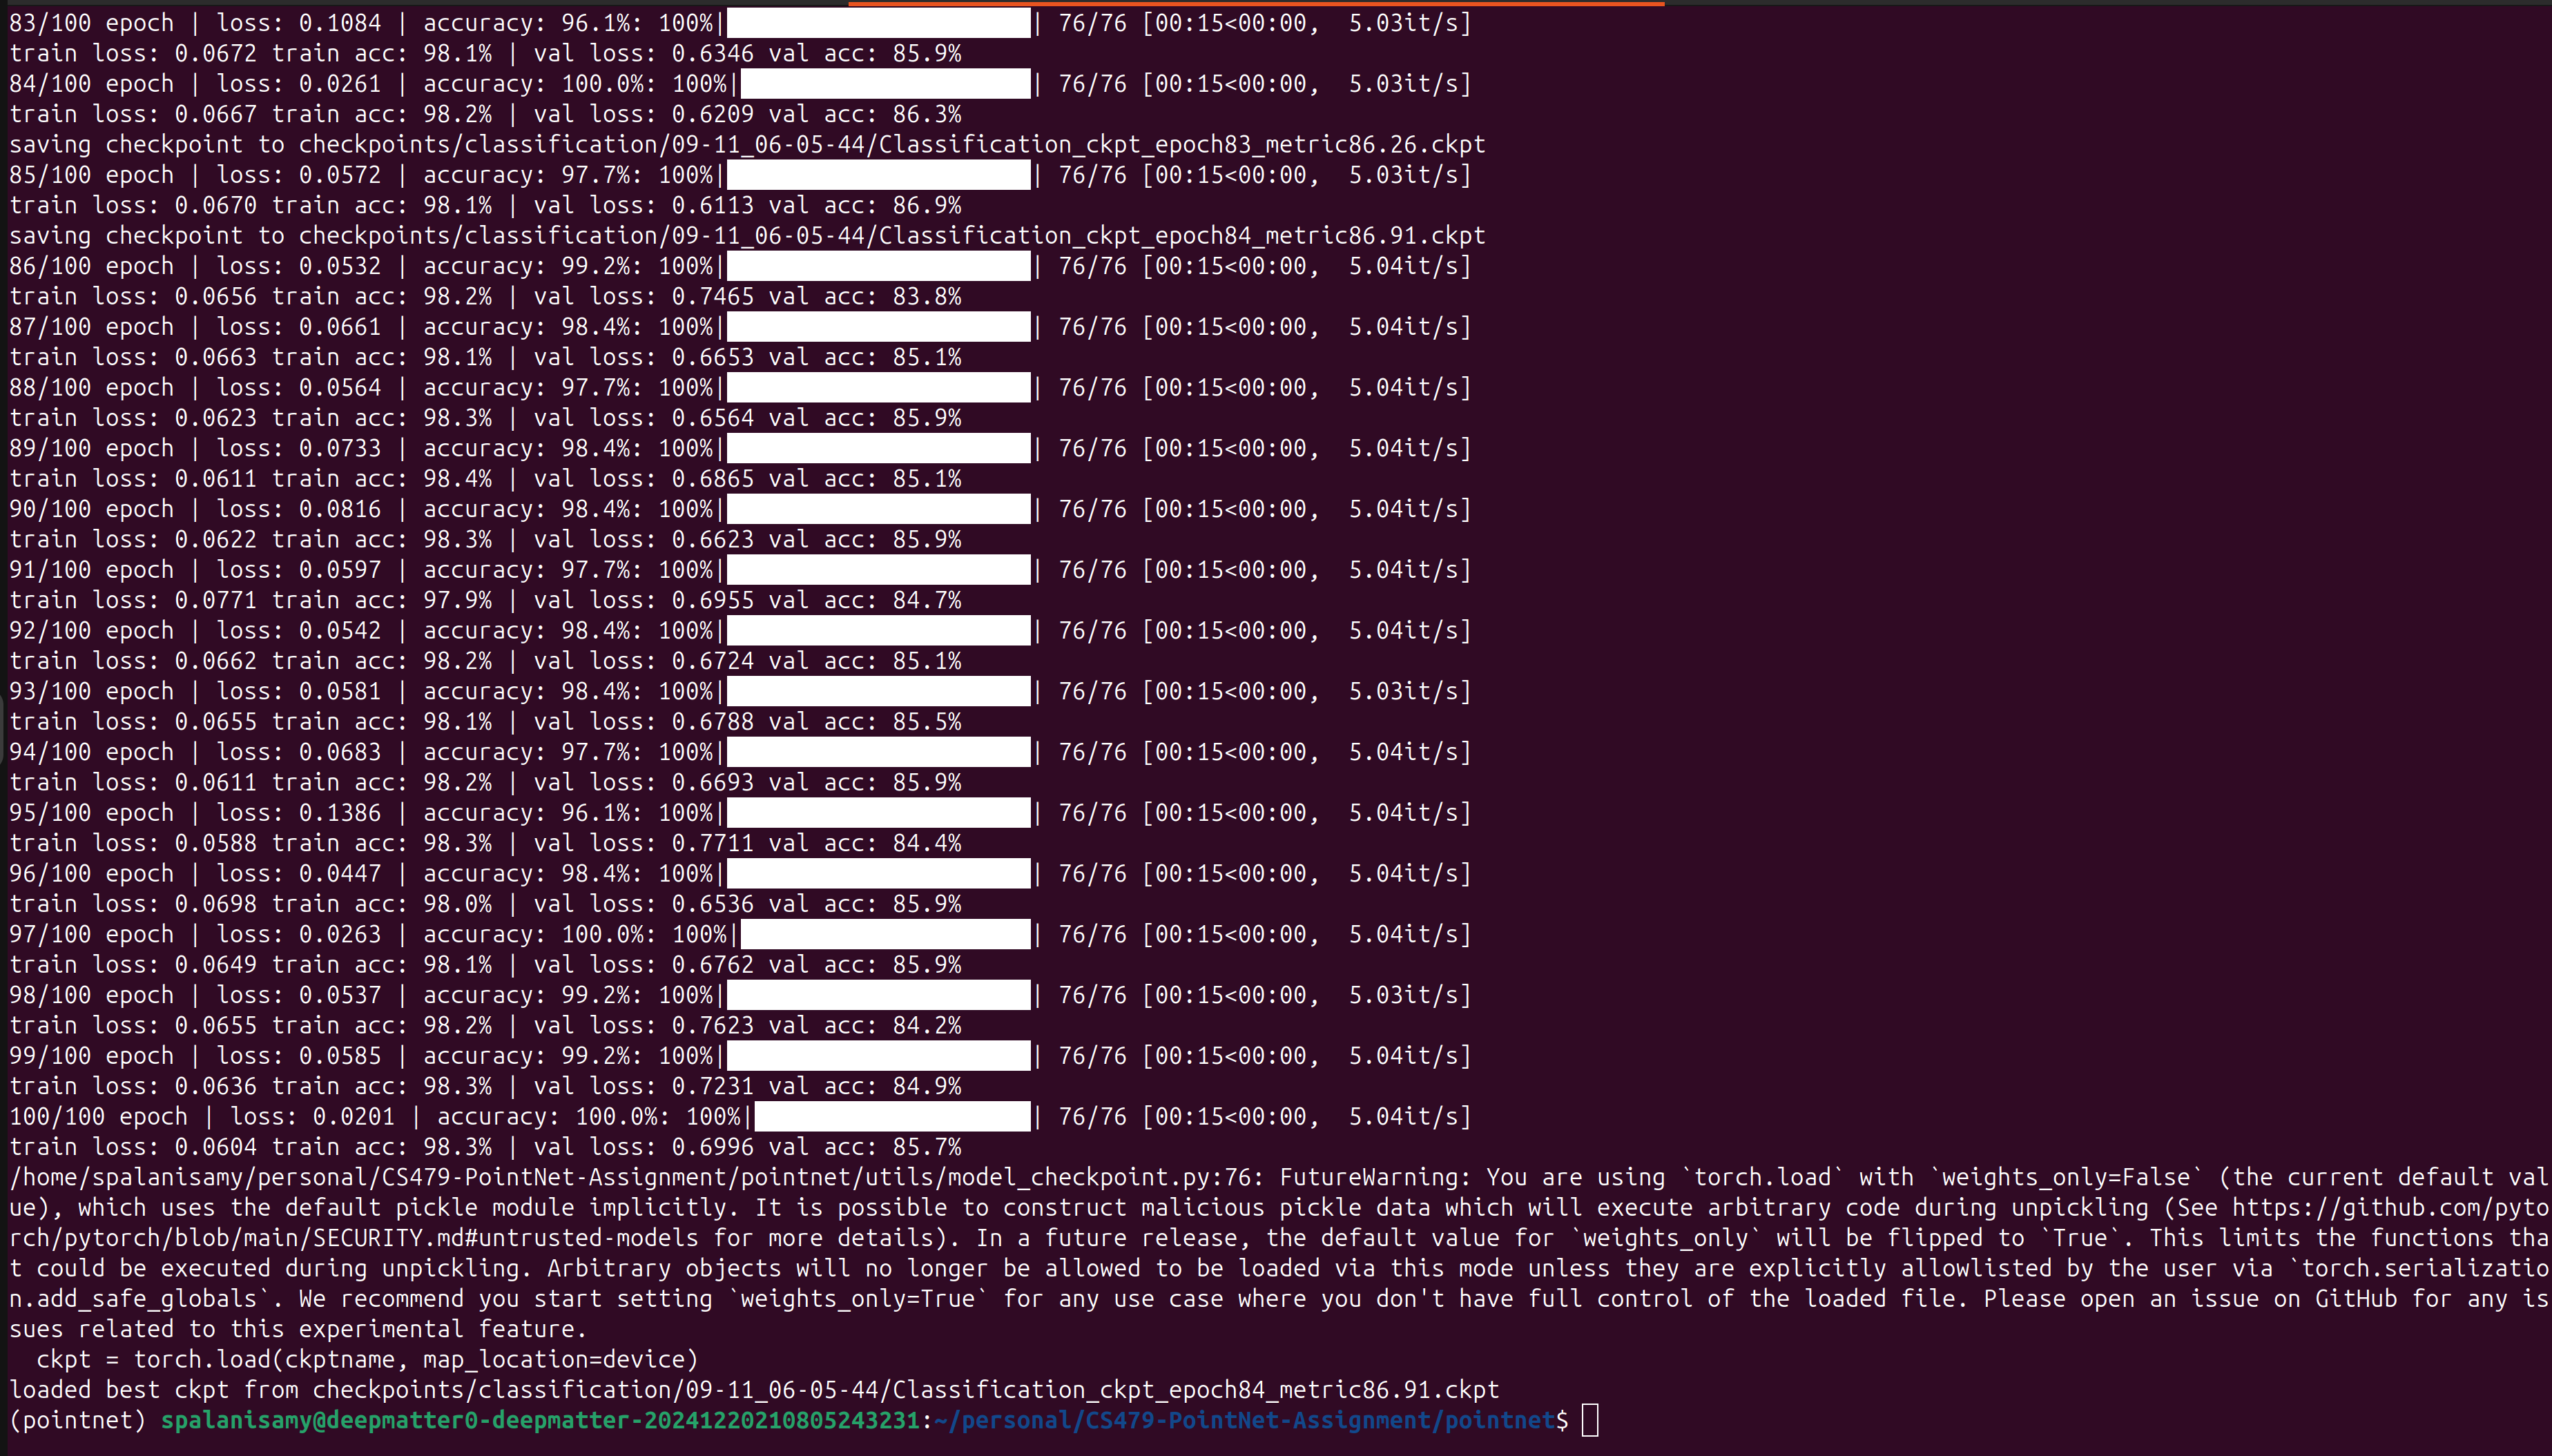 83/100 epoch | loss: 0.1084 | accuracy: 96.1%: 100%| | 76/76 [00:15<00:00,  5.03it/s]
train loss: 0.0672 train acc: 98.1% | val loss: 0.6346 val acc: 85.9%
84/100 epoch | loss: 0.0261 | accuracy: 100.0%: 100%| | 76/76 [00:15<00:00,  5.03it/s]
train loss: 0.0667 train acc: 98.2% | val loss: 0.6209 val acc: 86.3%
saving checkpoint to checkpoints/classification/09-11_06-05-44/Classification_ckpt_epoch83_metric86.26.ckpt
85/100 epoch | loss: 0.0572 | accuracy: 97.7%: 100%| | 76/76 [00:15<00:00,  5.03it/s]
train loss: 0.0670 train acc: 98.1% | val loss: 0.6113 val acc: 86.9%
saving checkpoint to checkpoints/classification/09-11_06-05-44/Classification_ckpt_epoch84_metric86.91.ckpt
86/100 epoch | loss: 0.0532 | accuracy: 99.2%: 100%| | 76/76 [00:15<00:00,  5.04it/s]
train loss: 0.0656 train acc: 98.2% | val loss: 0.7465 val acc: 83.8%
87/100 epoch | loss: 0.0661 | accuracy: 98.4%: 100%| | 76/76 [00:15<00:00,  5.04it/s]
train loss: 0.0663 train acc: 98.1% | val loss: 0.6653 val acc: 85.1%
88/100 epoch | loss: 0.0564 | accuracy: 97.7%: 100%| | 76/76 [00:15<00:00,  5.04it/s]
train loss: 0.0623 train acc: 98.3% | val loss: 0.6564 val acc: 85.9%
89/100 epoch | loss: 0.0733 | accuracy: 98.4%: 100%| | 76/76 [00:15<00:00,  5.04it/s]
train loss: 0.0611 train acc: 98.4% | val loss: 0.6865 val acc: 85.1%
90/100 epoch | loss: 0.0816 | accuracy: 98.4%: 100%| | 76/76 [00:15<00:00,  5.04it/s]
train loss: 0.0622 train acc: 98.3% | val loss: 0.6623 val acc: 85.9%
91/100 epoch | loss: 0.0597 | accuracy: 97.7%: 100%| | 76/76 [00:15<00:00,  5.04it/s]
train loss: 0.0771 train acc: 97.9% | val loss: 0.6955 val acc: 84.7%
92/100 epoch | loss: 0.0542 | accuracy: 98.4%: 100%| | 76/76 [00:15<00:00,  5.04it/s]
train loss: 0.0662 train acc: 98.2% | val loss: 0.6724 val acc: 85.1%
93/100 epoch | loss: 0.0581 | accuracy: 98.4%: 100%| | 76/76 [00:15<00:00,  5.03it/s]
train loss: 0.0655 train acc: 98.1% | val loss: 0.6788 val acc: 85.5%
94/100 epoch | loss: 0.0683 | accuracy: 97.7%: 100%| | 76/76 [00:15<00:00,  5.04it/s]
train loss: 0.0611 train acc: 98.2% | val loss: 0.6693 val acc: 85.9%
95/100 epoch | loss: 0.1386 | accuracy: 96.1%: 100%| | 76/76 [00:15<00:00,  5.04it/s]
train loss: 0.0588 train acc: 98.3% | val loss: 0.7711 val acc: 84.4%
96/100 epoch | loss: 0.0447 | accuracy: 98.4%: 100%| | 76/76 [00:15<00:00,  5.04it/s]
train loss: 0.0698 train acc: 98.0% | val loss: 0.6536 val acc: 85.9%
97/100 epoch | loss: 0.0263 | accuracy: 100.0%: 100%| | 76/76 [00:15<00:00,  5.04it/s]
train loss: 0.0649 train acc: 98.1% | val loss: 0.6762 val acc: 85.9%
98/100 epoch | loss: 0.0537 | accuracy: 99.2%: 100%| | 76/76 [00:15<00:00,  5.03it/s]
train loss: 0.0655 train acc: 98.2% | val loss: 0.7623 val acc: 84.2%
99/100 epoch | loss: 0.0585 | accuracy: 99.2%: 100%| | 76/76 [00:15<00:00,  5.04it/s]
train loss: 0.0636 train acc: 98.3% | val loss: 0.7231 val acc: 84.9%
100/100 epoch | loss: 0.0201 | accuracy: 100.0%: 100%| | 76/76 [00:15<00:00,  5.04it/s]
train loss: 0.0604 train acc: 98.3% | val loss: 0.6996 val acc: 85.7%
/home/spalanisamy/personal/CS479-PointNet-Assignment/pointnet/utils/model_checkpoint.py:76: FutureWarning: You are using `torch.load` with `weights_only=False` (the current default val
ue), which uses the default pickle module implicitly. It is possible to construct malicious pickle data which will execute arbitrary code during unpickling (See https://github.com/pyto
rch/pytorch/blob/main/SECURITY.md#untrusted-models for more details). In a future release, the default value for `weights_only` will be flipped to `True`. This limits the functions tha
t could be executed during unpickling. Arbitrary objects will no longer be allowed to be loaded via this mode unless they are explicitly allowlisted by the user via `torch.serializatio
n.add_safe_globals`. We recommend you start setting `weights_only=True` for any use case where you don't have full control of the loaded file. Please open an issue on GitHub for any is
sues related to this experimental feature.
  ckpt = torch.load(ckptname, map_location=device)
loaded best ckpt from checkpoints/classification/09-11_06-05-44/Classification_ckpt_epoch84_metric86.91.ckpt
(pointnet) spalanisamy@deepmatter0-deepmatter-20241220210805243231:~/personal/CS479-PointNet-Assignment/pointnet$